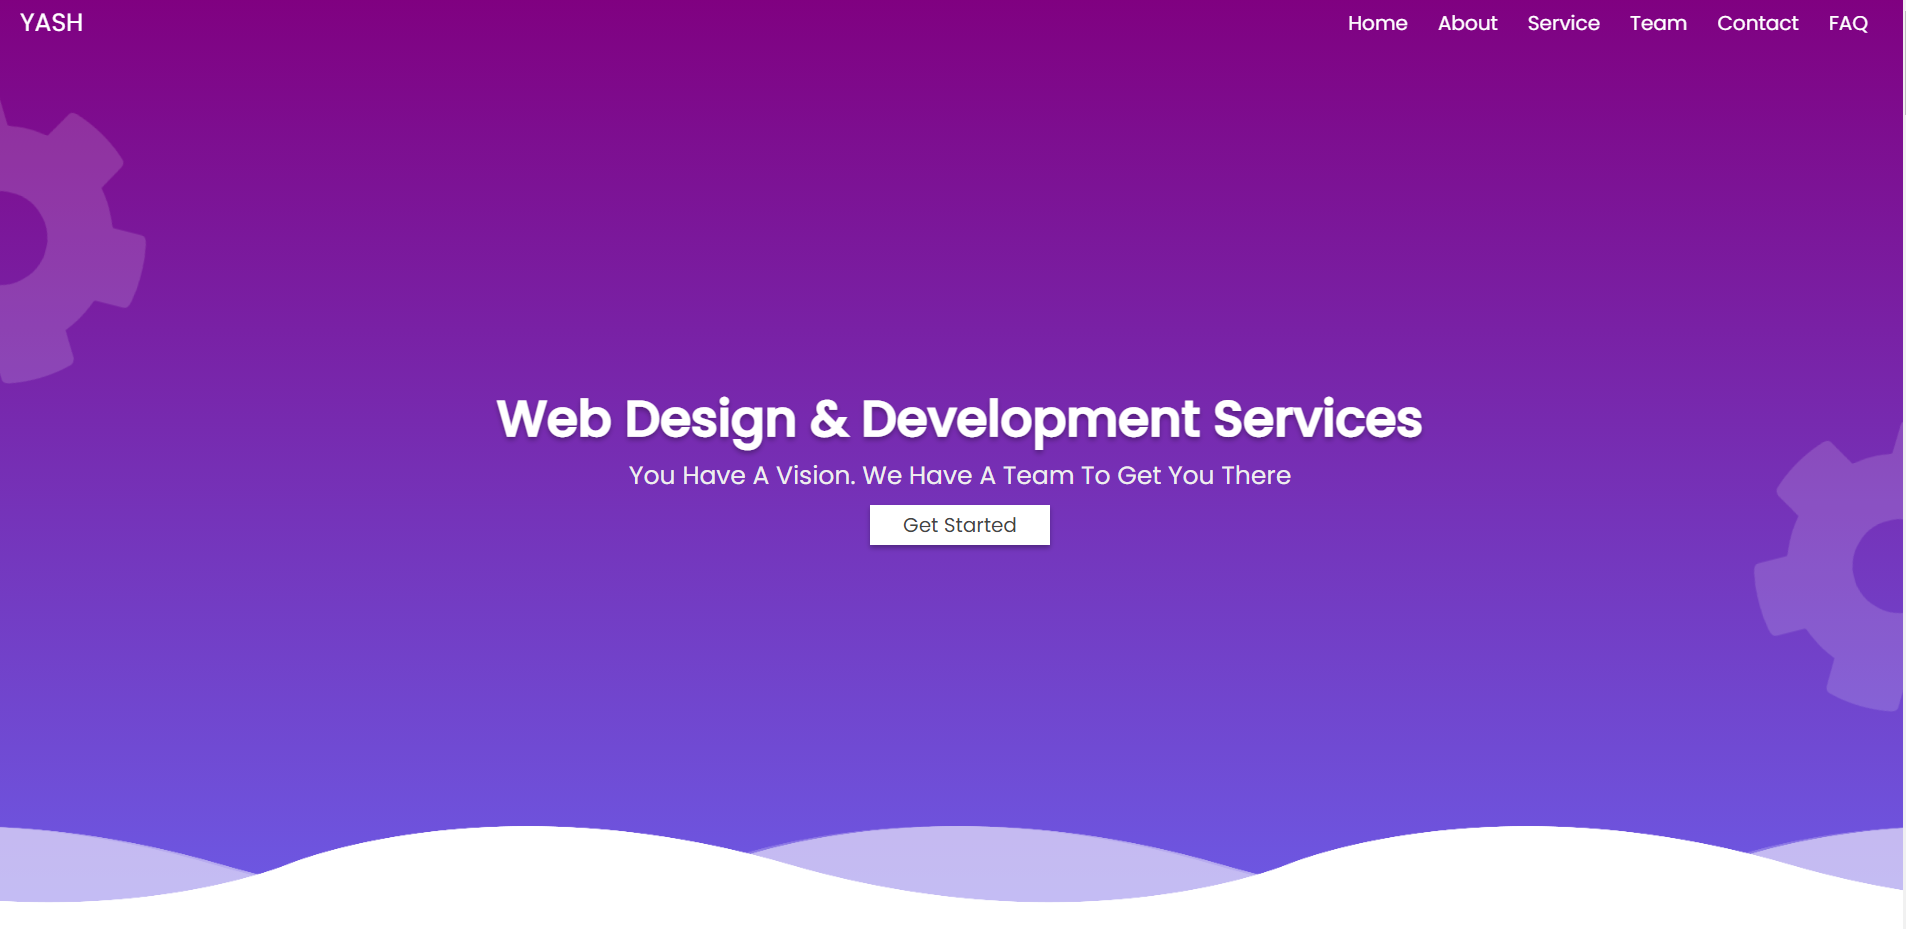 YASH
Home About Service Team Contact FAQ
Web Design & Development Services
You Have A Vision. We Have A Team To Get You There
Get Started